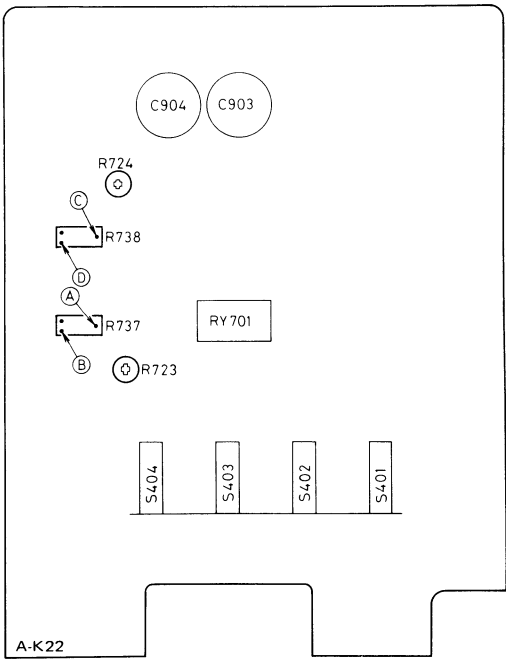 C904 C903
R724
C
R738
D
A
R737
B
R723
RY701
S404 S403 S402 S401
A-K22